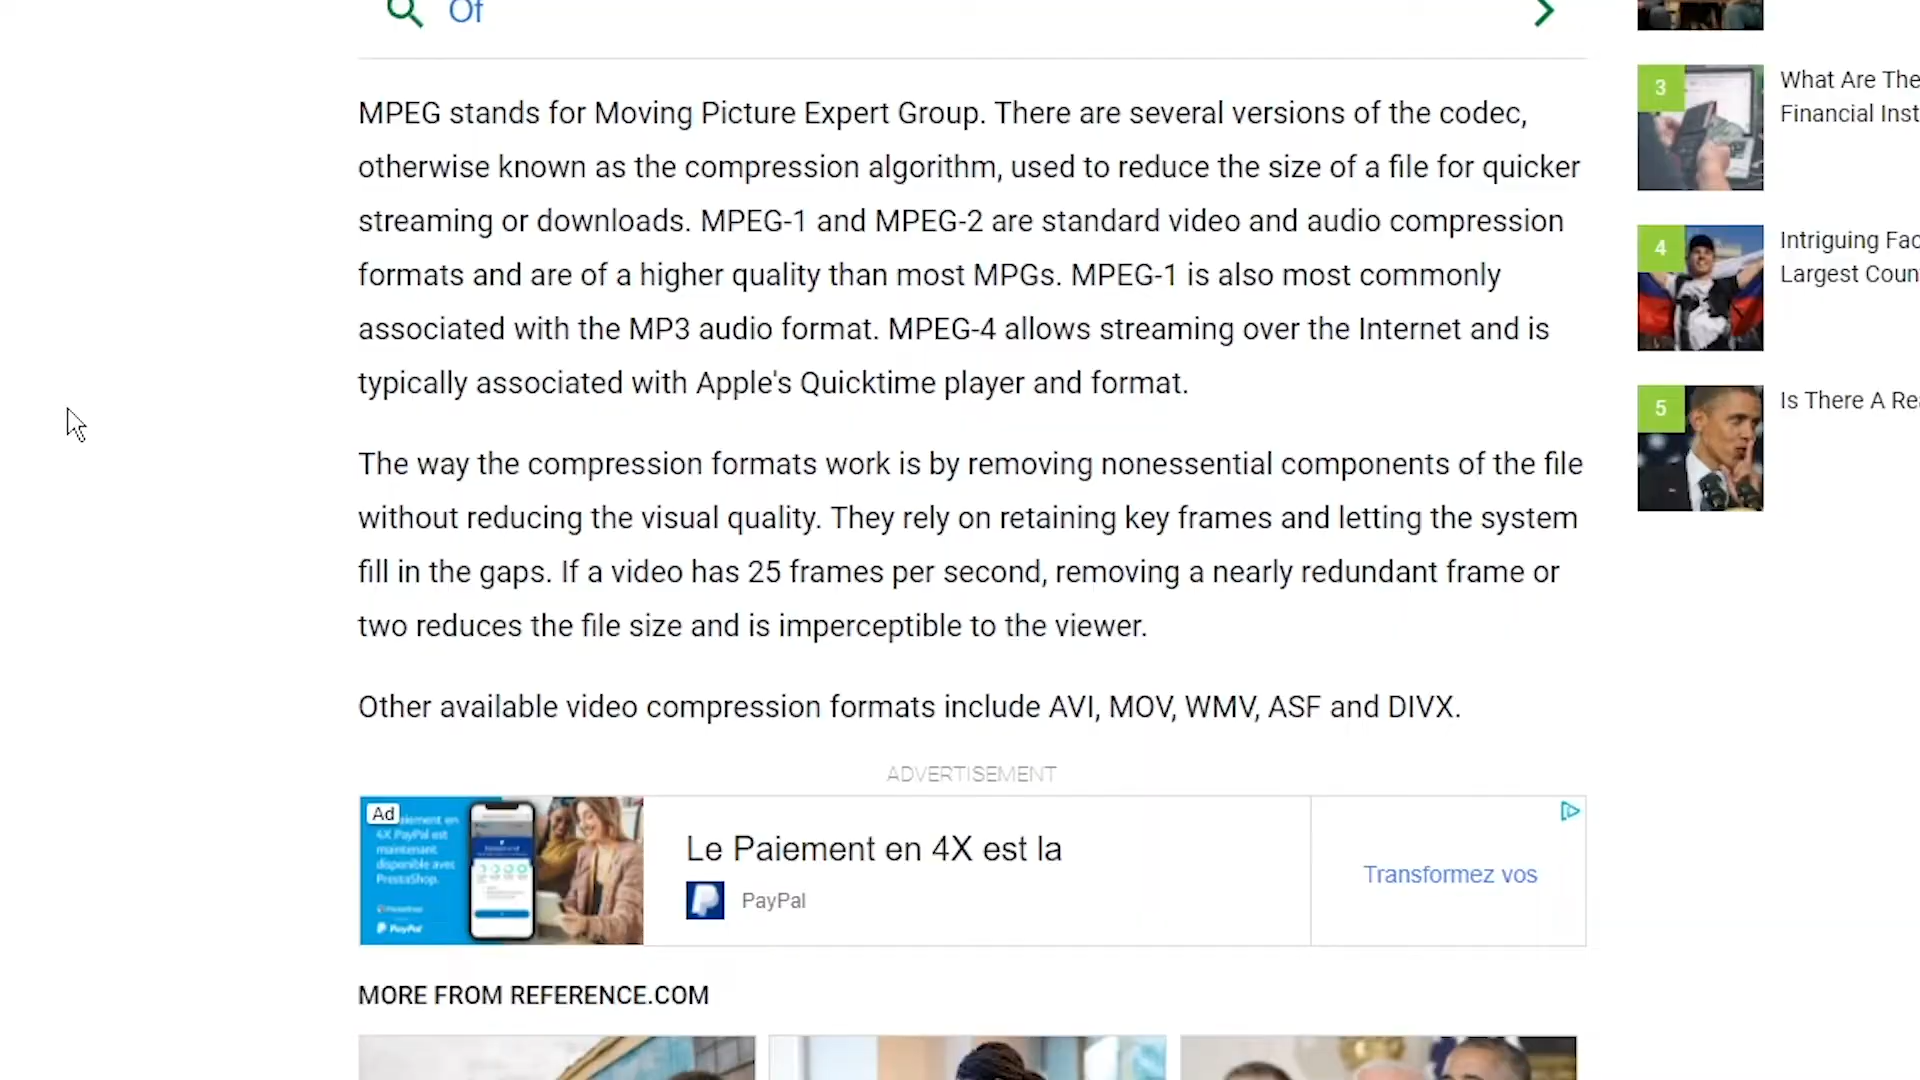 Of
MPEG stands for Moving Picture Expert Group. There are several versions of the codec,
otherwise known as the compression algorithm, used to reduce the size of a file for quicker
streaming or downloads. MPEG-1 and MPEG-2 are standard video and audio compression
formats and are of a higher quality than most MPGs. MPEG-1 is also most commonly
associated with the MP3 audio format. MPEG-4 allows streaming over the Internet and is
typically associated with Apple's Quicktime player and format.
The way the compression formats work is by removing nonessential components of the file
without reducing the visual quality. They rely on retaining key frames and letting the system
fill in the gaps. If a video has 25 frames per second, removing a nearly redundant frame or
two reduces the file size and is imperceptible to the viewer.
Other available video compression formats include AVI, MOV, WMV, ASF and DIVX.
ADVERTISEMENT
Ad
4X PayPal est
maintenant
disponible avec
PrestaShop.
PayPal
Le Paiement en 4X est la
PayPal
Transformez vos
MORE FROM REFERENCE.COM
3
What Are The
Financial Inst
4
Intriguing Fac
Largest Coun
5
Is There A Re